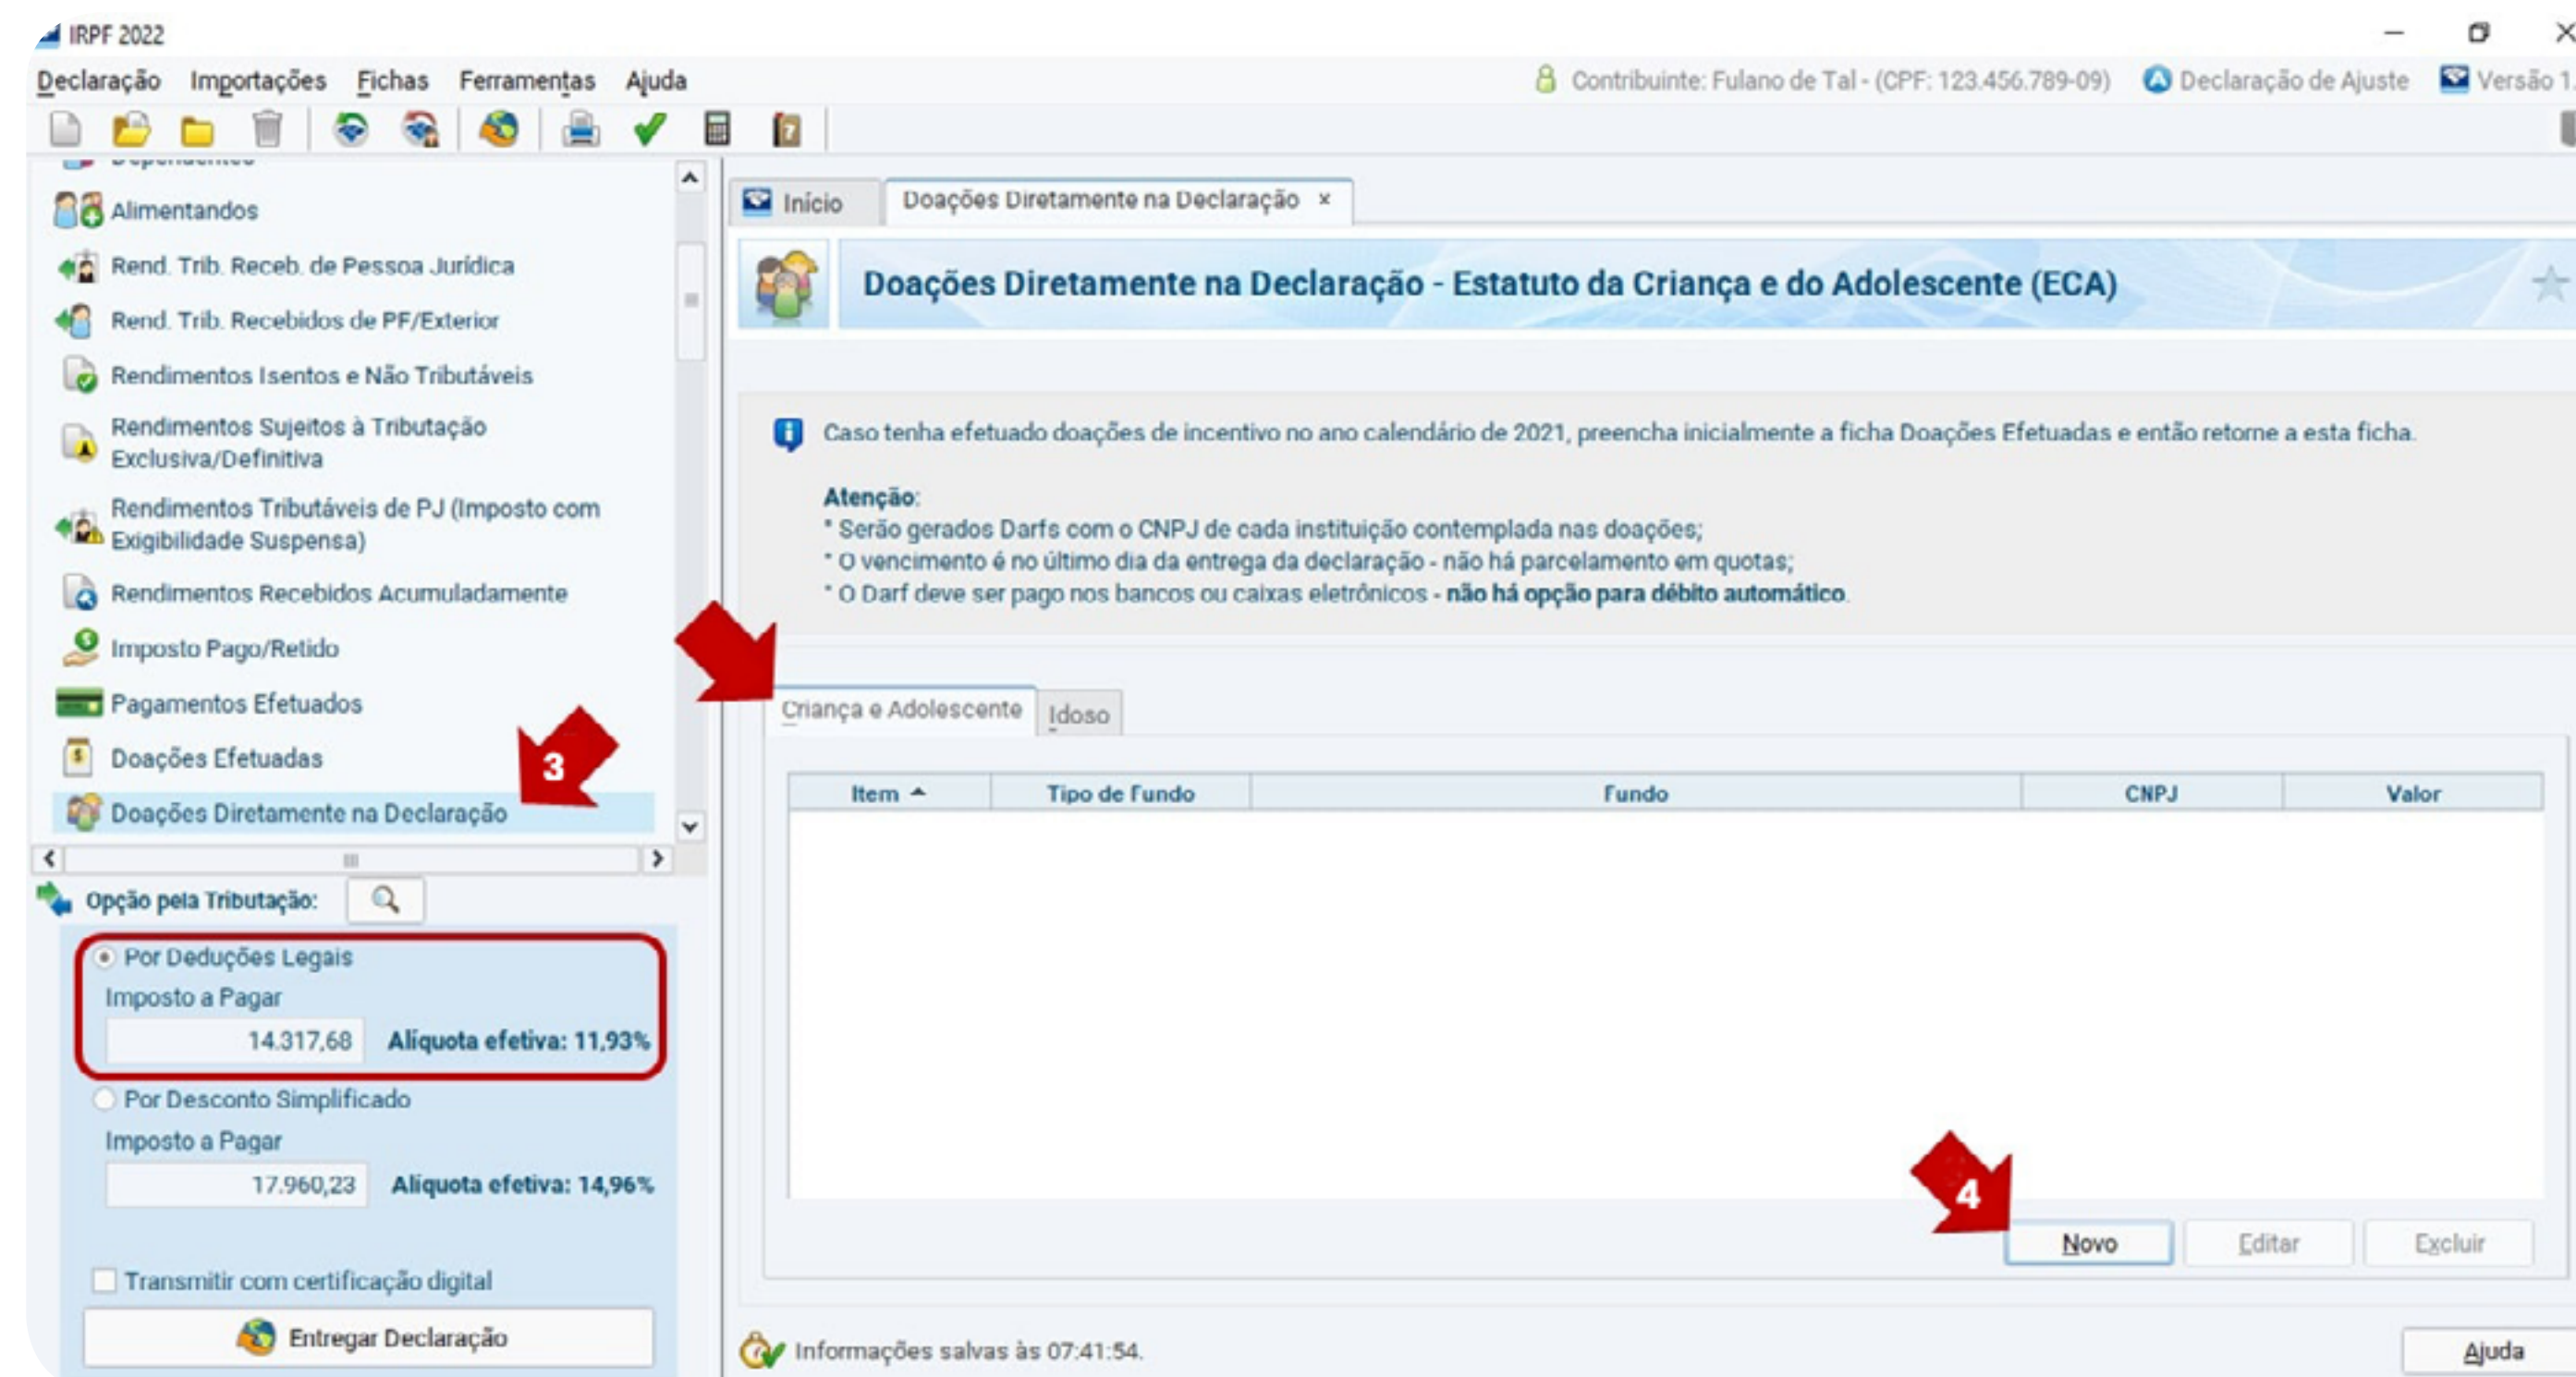 IRPF 2022
Declaração Importações Fichas Ferramentas Ajuda
Contribuinte: Fulano de Tal - (CPF: 123.456.789-09) Declaração de Ajuste Versão 1.
Dependentes
Alimentandos
Rend. Trib. Receb. de Pessoa Jurídica
Rend. Trib. Recebidos de PF/Exterior
Rendimentos Isentos e Não Tributáveis
Rendimentos Sujeitos à Tributação
Exclusiva/Definitiva
Rendimentos Tributáveis de PJ (Imposto com
Exigibilidade Suspensa)
Rendimentos Recebidos Acumuladamente
Imposto Pago/Retido
Pagamentos Efetuados
Doações Efetuadas
3
Doações Diretamente na Declaração
Opção pela Tributação:
Por Deduções Legais
Imposto a Pagar
14.317,68 Alíquota efetiva: 11,93%
Por Desconto Simplificado
Imposto a Pagar
17.960,23 Alíquota efetiva: 14,96%
Transmitir com certificação digital
Entregar Declaração
Início Doações Diretamente na Declaração ×
Doações Diretamente na Declaração - Estatuto da Criança e do Adolescente (ECA)
Caso tenha efetuado doações de incentivo no ano calendário de 2021, preencha inicialmente a ficha Doações Efetuadas e então retorne a esta ficha.
Atenção:
* Serão gerados Darfs com o CNPJ de cada instituição contemplada nas doações;
* O vencimento é no último dia da entrega da declaração - não há parcelamento em quotas;
* O Darf deve ser pago nos bancos ou caixas eletrônicos - não há opção para débito automático.
Criança e Adolescente Idoso
Item Tipo de Fundo Fundo CNPJ Valor
4
Novo Editar Excluir
Informações salvas às 07:41:54.
Ajuda